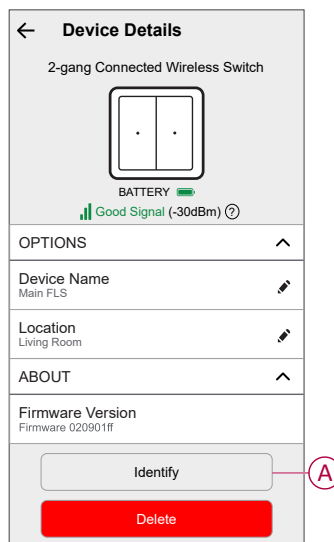 Device Details
2-gang Connected Wireless Switch
BATTERY
Good Signal (-30dBm) ?
OPTIONS
Device Name
Main FLS
Location
Living Room
ABOUT
Firmware Version
Firmware 020901ff
Identify
A
Delete